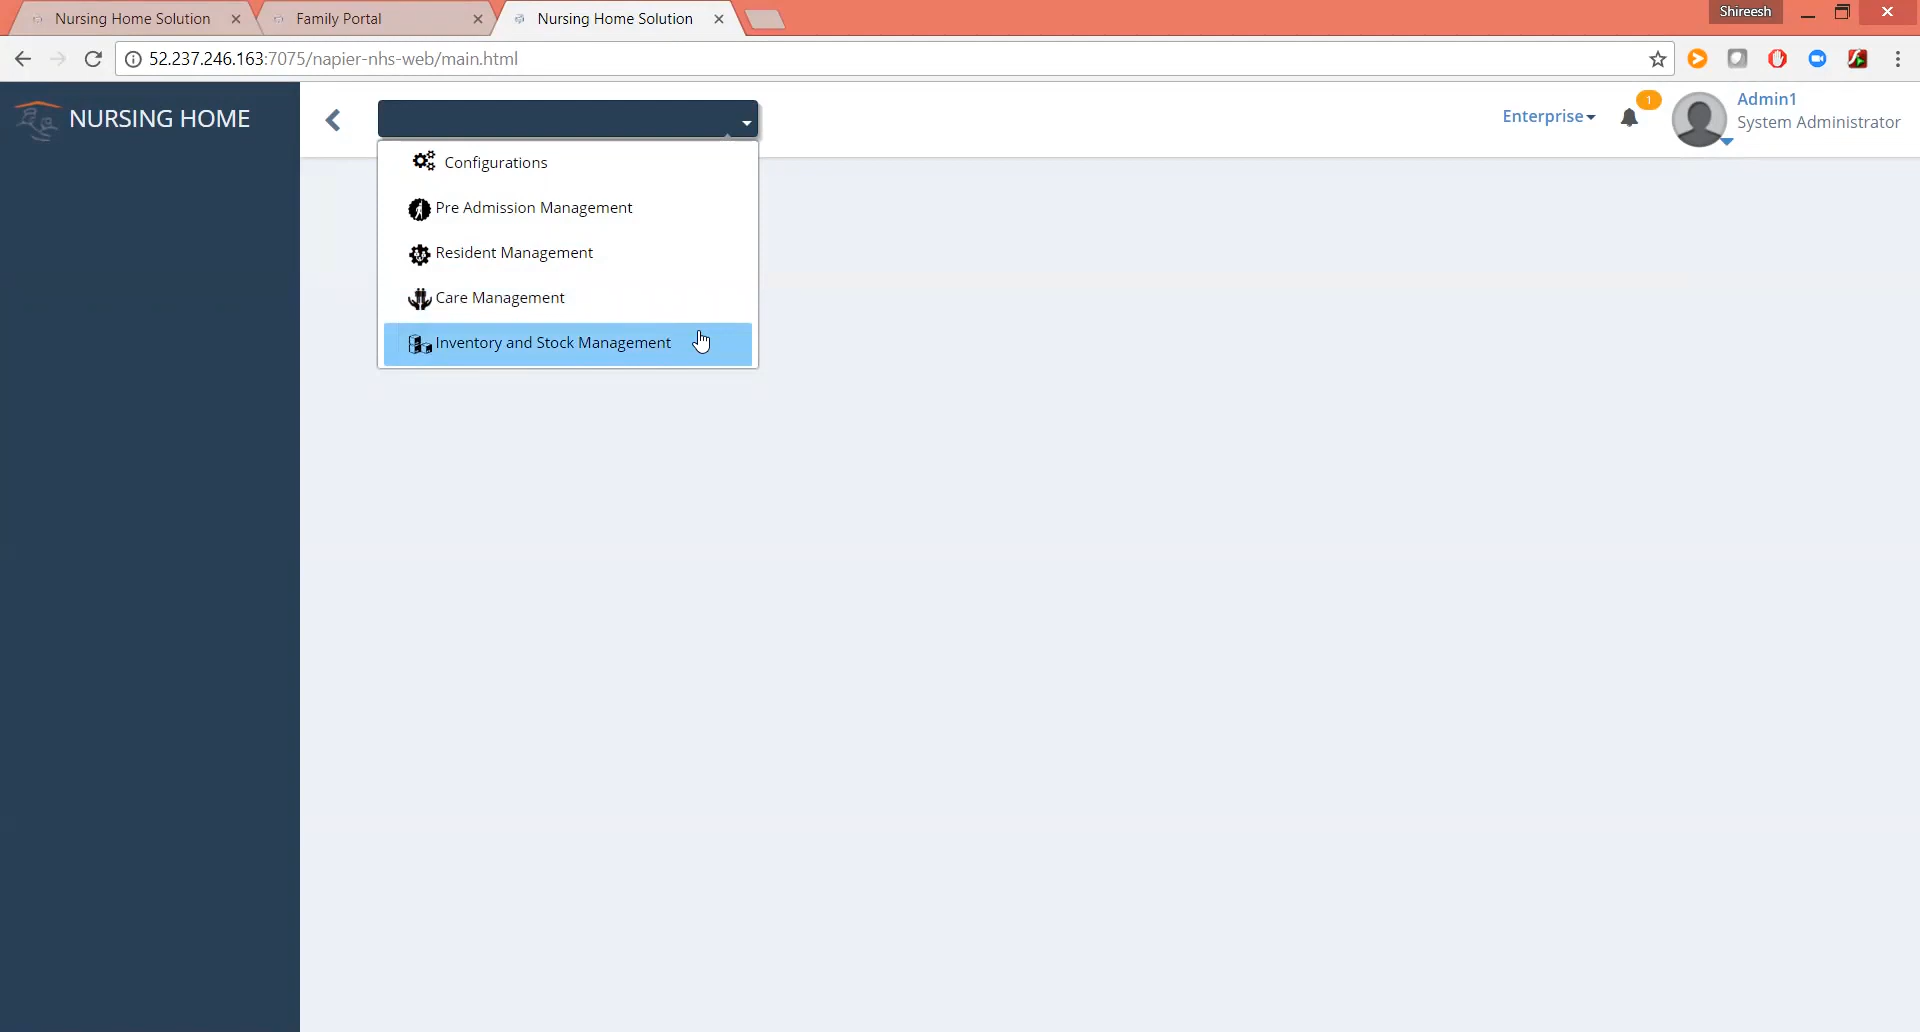 Nursing Home Solution
Family Portal
Nursing Home Solution
Shireesh
52.237.246.163:7075/napier-nhs-web/main.html
NURSING HOME
Enterprise
1
Admin1
System Administrator
Configurations
Pre Admission Management
Resident Management
Care Management
Inventory and Stock Management